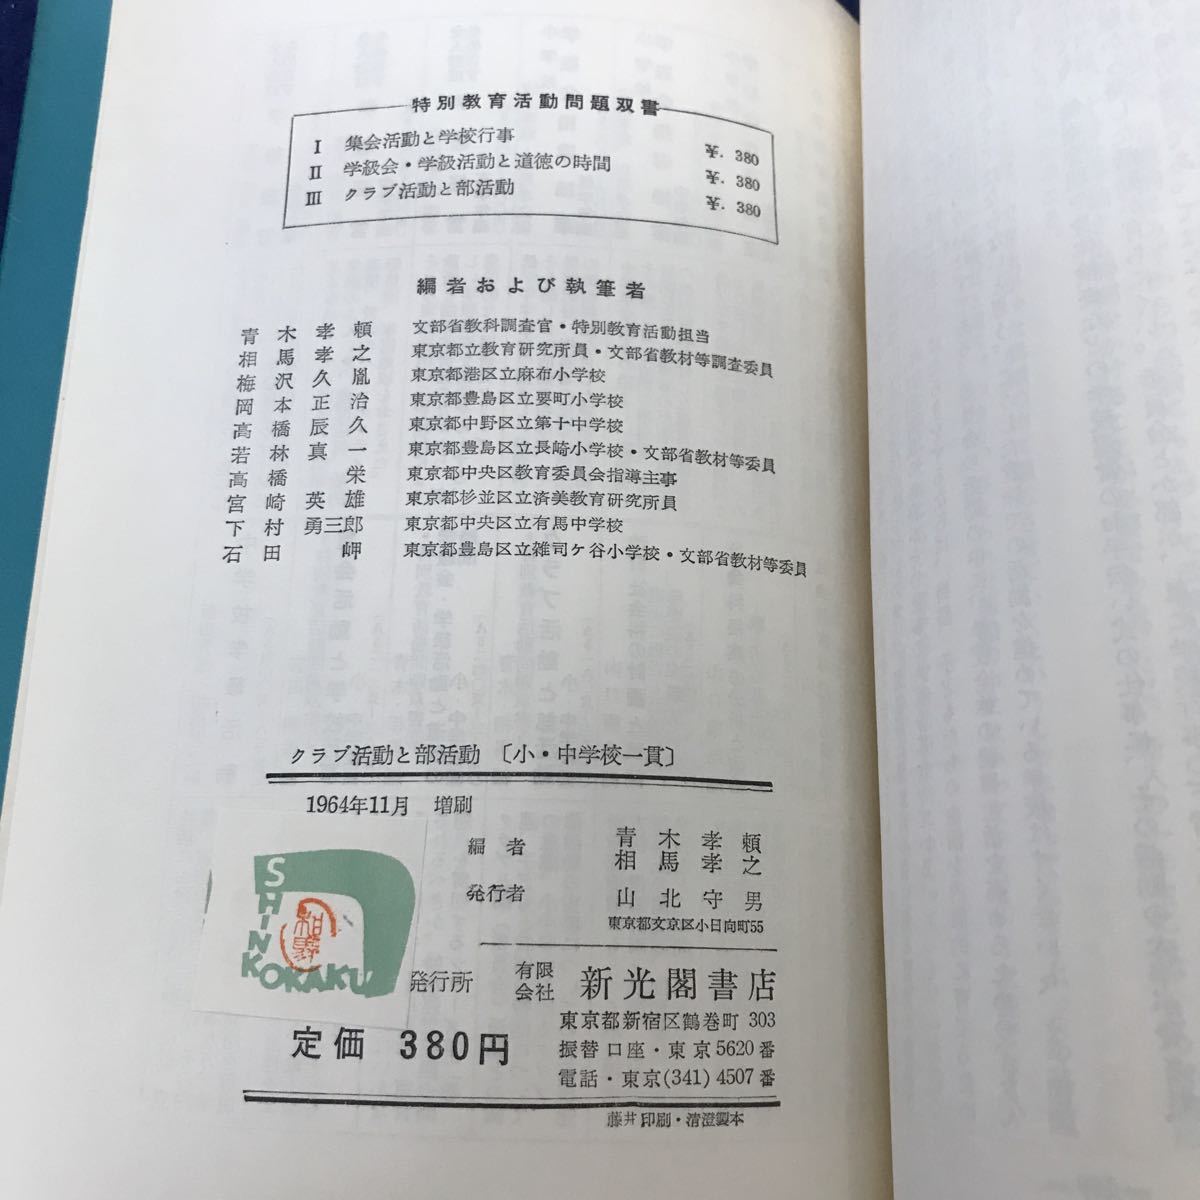 特別教育活動問題双書
Ⅰ 集会活動と学校行事 ¥. 380
Ⅱ 学級会・学級活動と道徳の時間 ¥. 380
Ⅲ クラブ活動と部活動 ¥. 380
編者および執筆者
青木孝頼 文部省教科調査官・特別教育活動担当
相馬孝之 東京都立教育研究所員・文部省教材等調査委員
梅沢久胤 東京都港区立麻布小学校
岡本正治 東京都豊島区立要町小学校
高橋辰久 東京都中野区立第十中学校
若林真一 東京都豊島区立長崎小学校・文部省教材等委員
高橋栄 東京都中央区教育委員会指導主事
宮崎英雄 東京都杉並区立済美教育研究所員
下村勇三郎 東京都中央区立有馬中学校
石田岬 東京都豊島区立雑司ケ谷小学校・文部省教材等委員
クラブ活動と部活動 〔小・中学校一貫〕
1964年11月 増刷
編者 青木孝頼
相馬孝之
発行者 山北守男
東京都文京区小日向町55
SHINKOKAKU
相馬
発行所 有限会社 新光閣書店
東京都新宿区鶴巻町 303
振替口座・東京5620番
電話・東京(341)4507番
定価 380円
藤井印刷・清澄製本